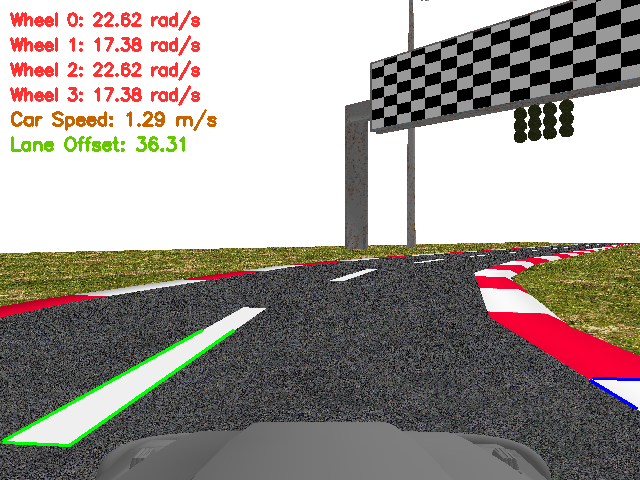 Wheel 0: 22.62 rad/s
Wheel 1: 17.38 rad/s
Wheel 2: 22.62 rad/s
Wheel 3: 17.38 rad/s
Car Speed: 1.29 m/s
Lane Offset: 36.31